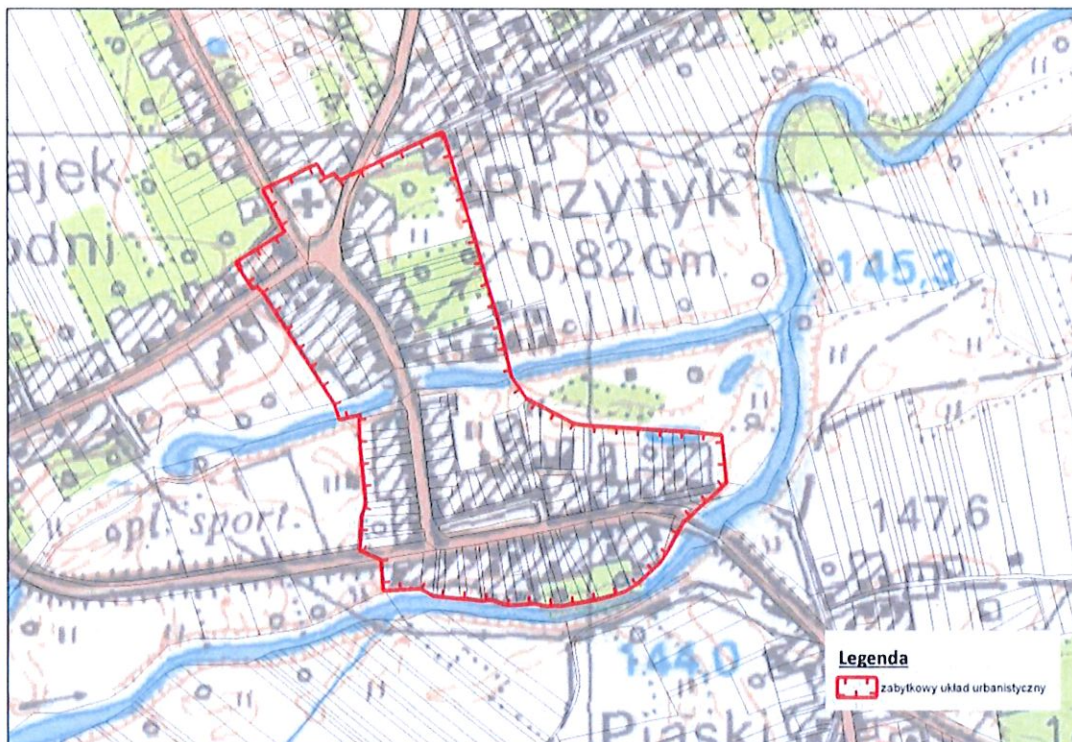 ajek
odni
Przytyk
0,82 Gm.
145,3
pl. sport.
147,6
144,0
Piaski
Legenda
zabytkowy układ urbanistyczny